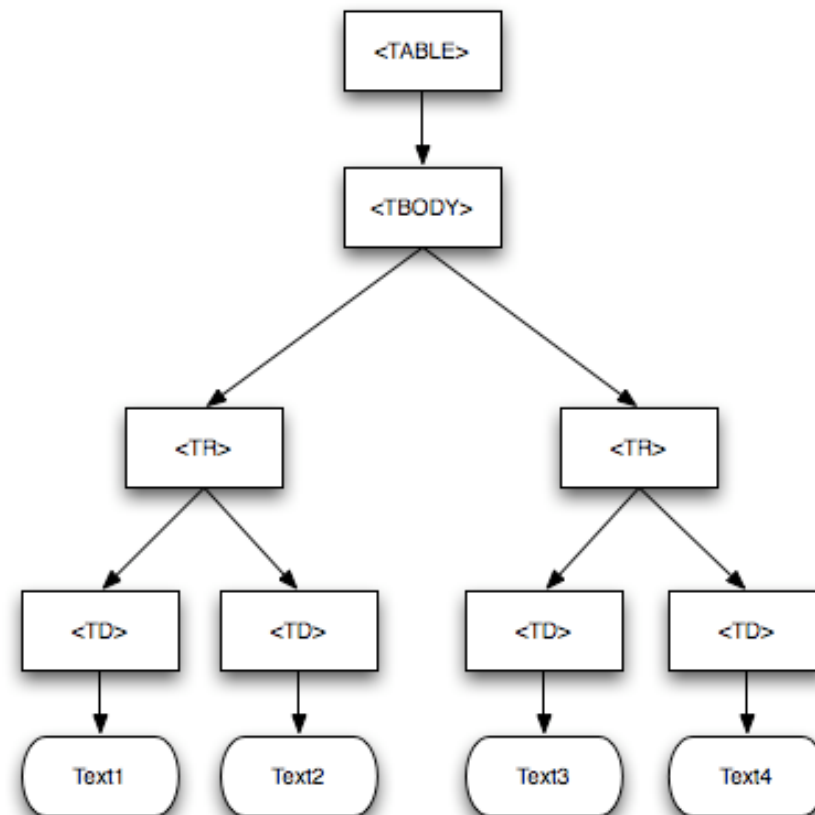 <TABLE>
<TBODY>
<TR>
<TR>
<TD>
<TD>
<TD>
<TD>
Text1
Text2
Text3
Text4